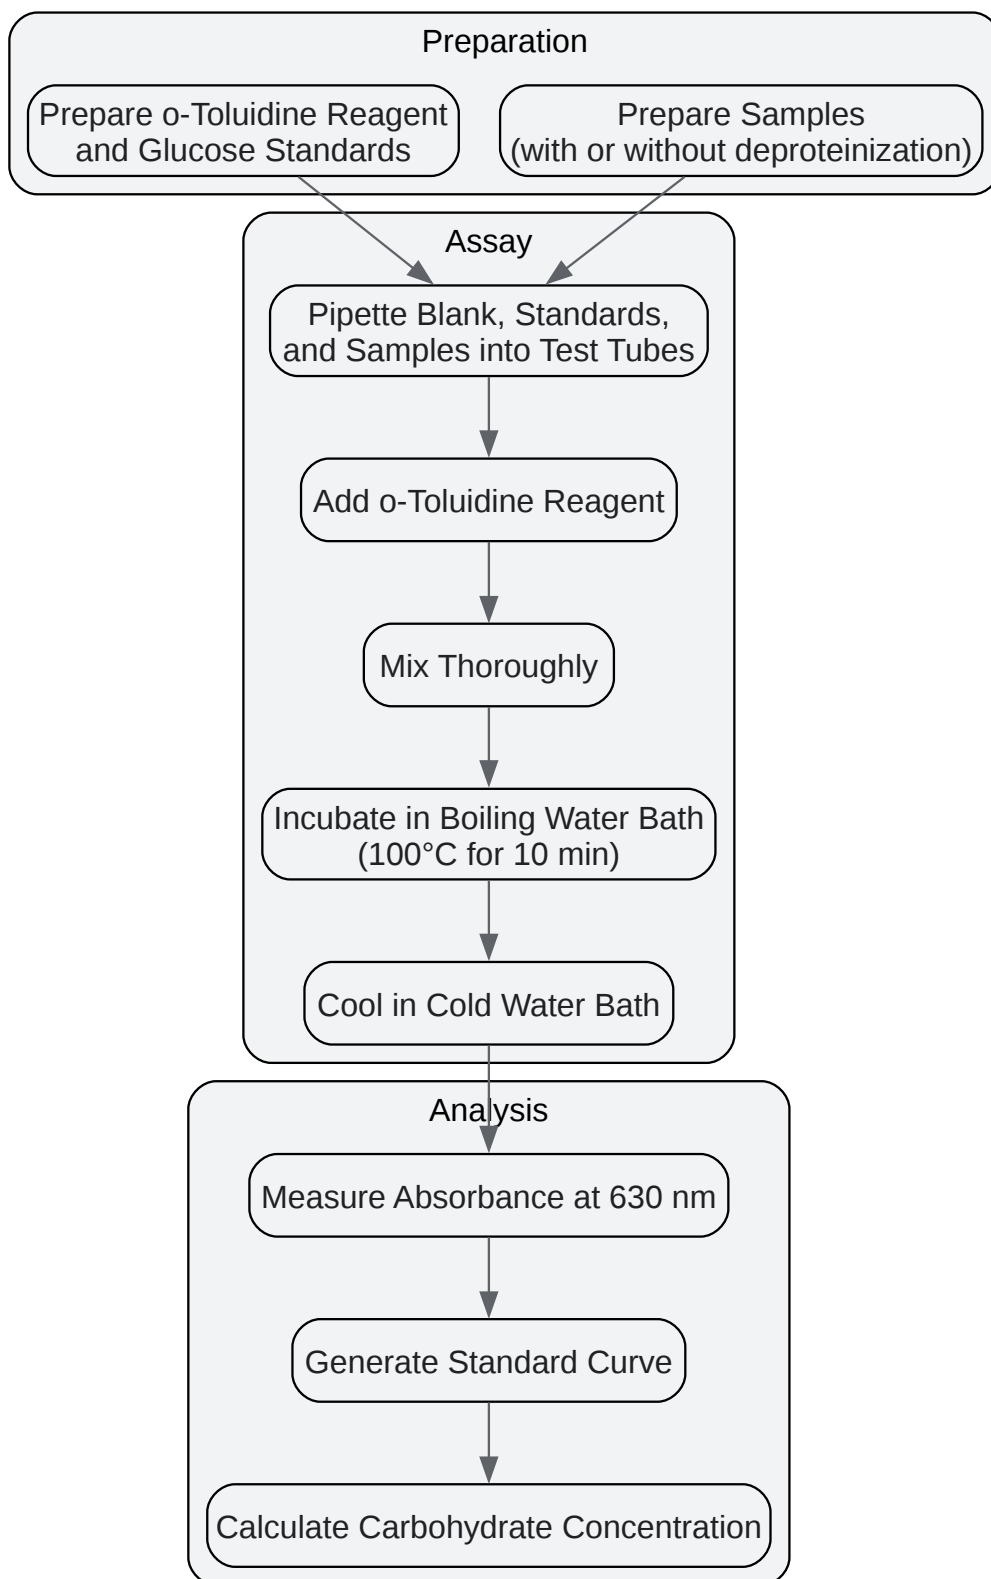 Preparation
Prepare o-Toluidine Reagent
and Glucose Standards
Prepare Samples
(with or without deproteinization)
Assay
Pipette Blank, Standards,
and Samples into Test Tubes
Add o-Toluidine Reagent
Mix Thoroughly
Incubate in Boiling Water Bath
(100°C for 10 min)
Cool in Cold Water Bath
Analysis
Measure Absorbance at 630 nm
Generate Standard Curve
Calculate Carbohydrate Concentration